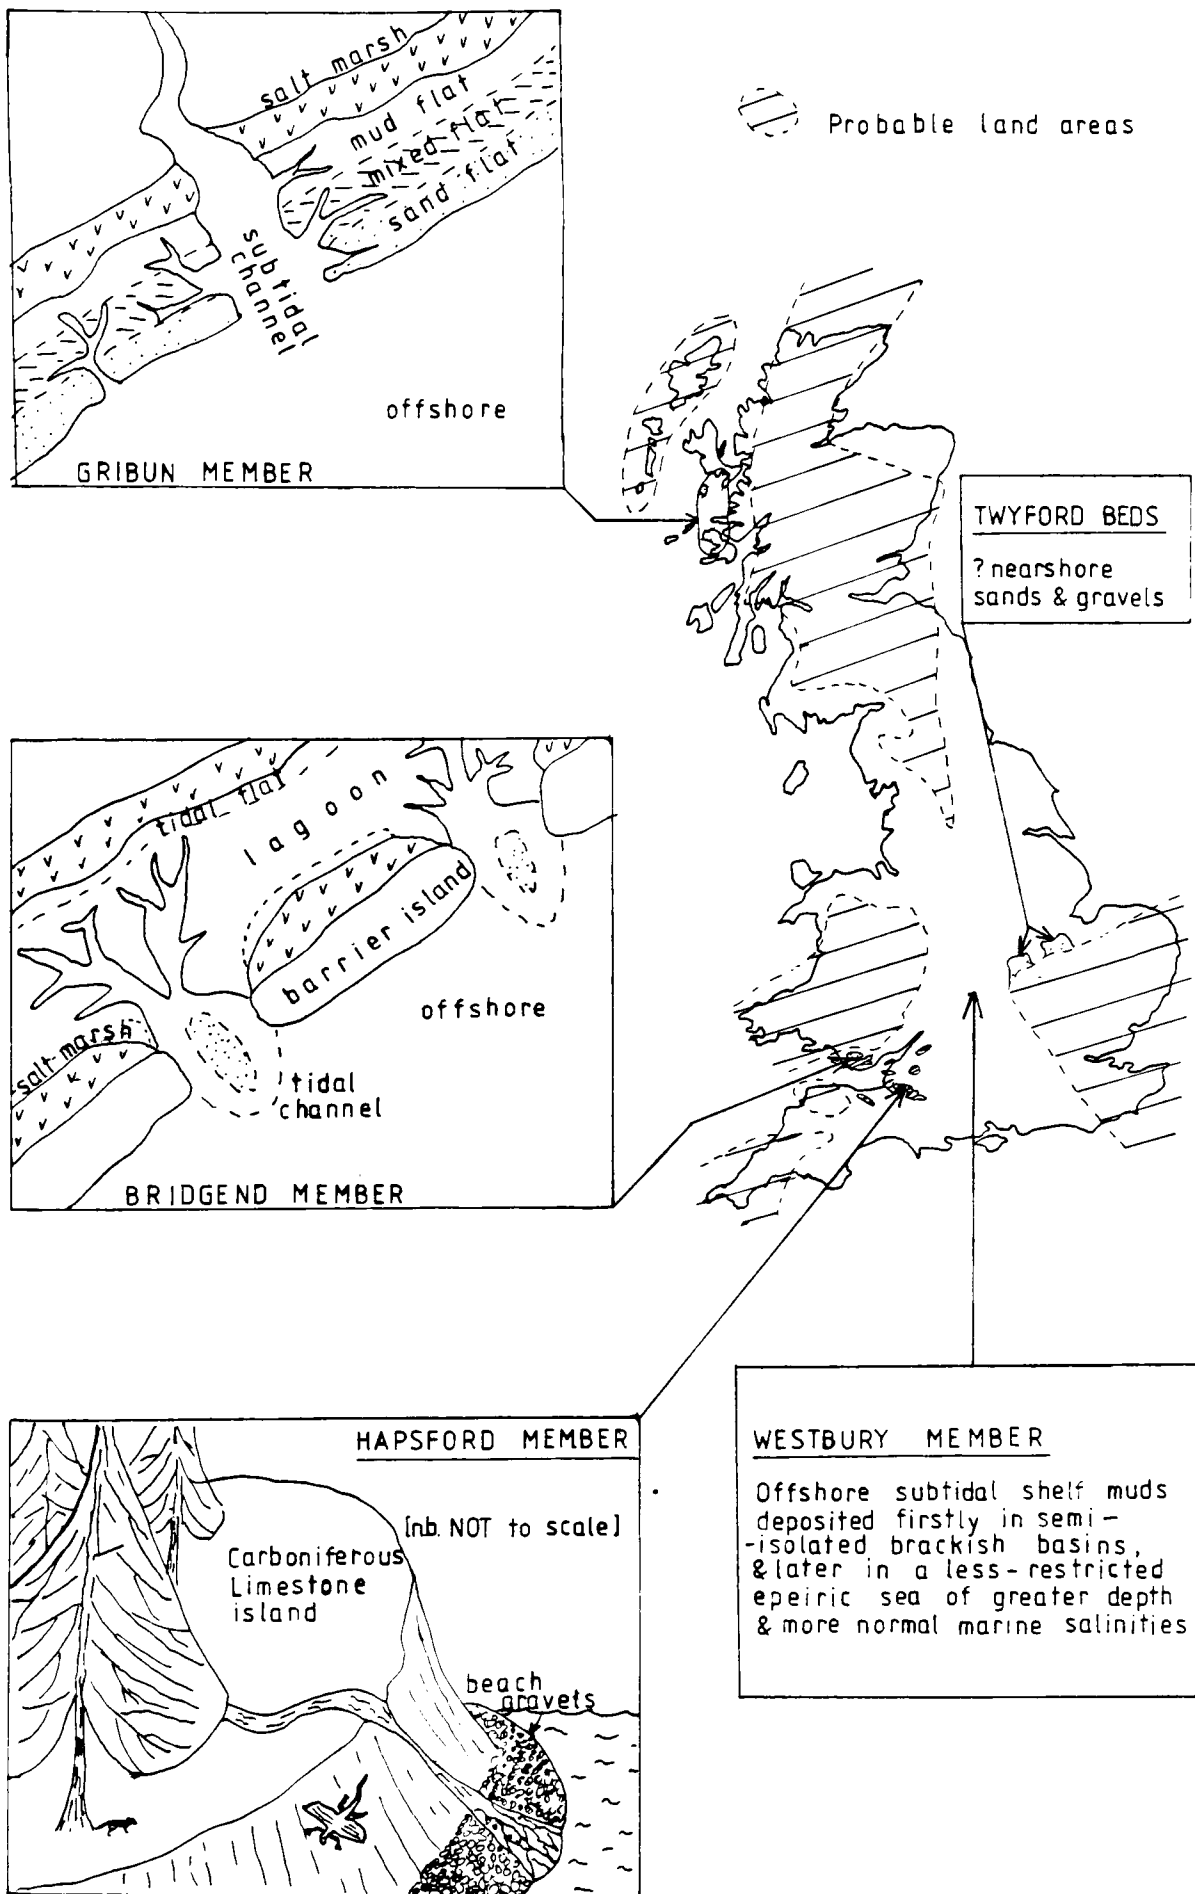 salt marsh
mud flat
mixed flat
sand flat
subtidal
channel
offshore
GRIBUN MEMBER
Probable land areas
TWYFORD BEDS
? nearshore
sands & gravels
tidal flat
lagoon
barrier island
offshore
salt marsh
tidal
channel
BRIDGEND MEMBER
HAPSFORD MEMBER
[nb. NOT to scale]
Carboniferous
Limestone
island
beach
gravels
WESTBURY MEMBER
Offshore subtidal shelf muds
deposited firstly in semi-
-isolated brackish basins,
& later in a less-restricted
epeiric sea of greater depth
& more normal marine salinities